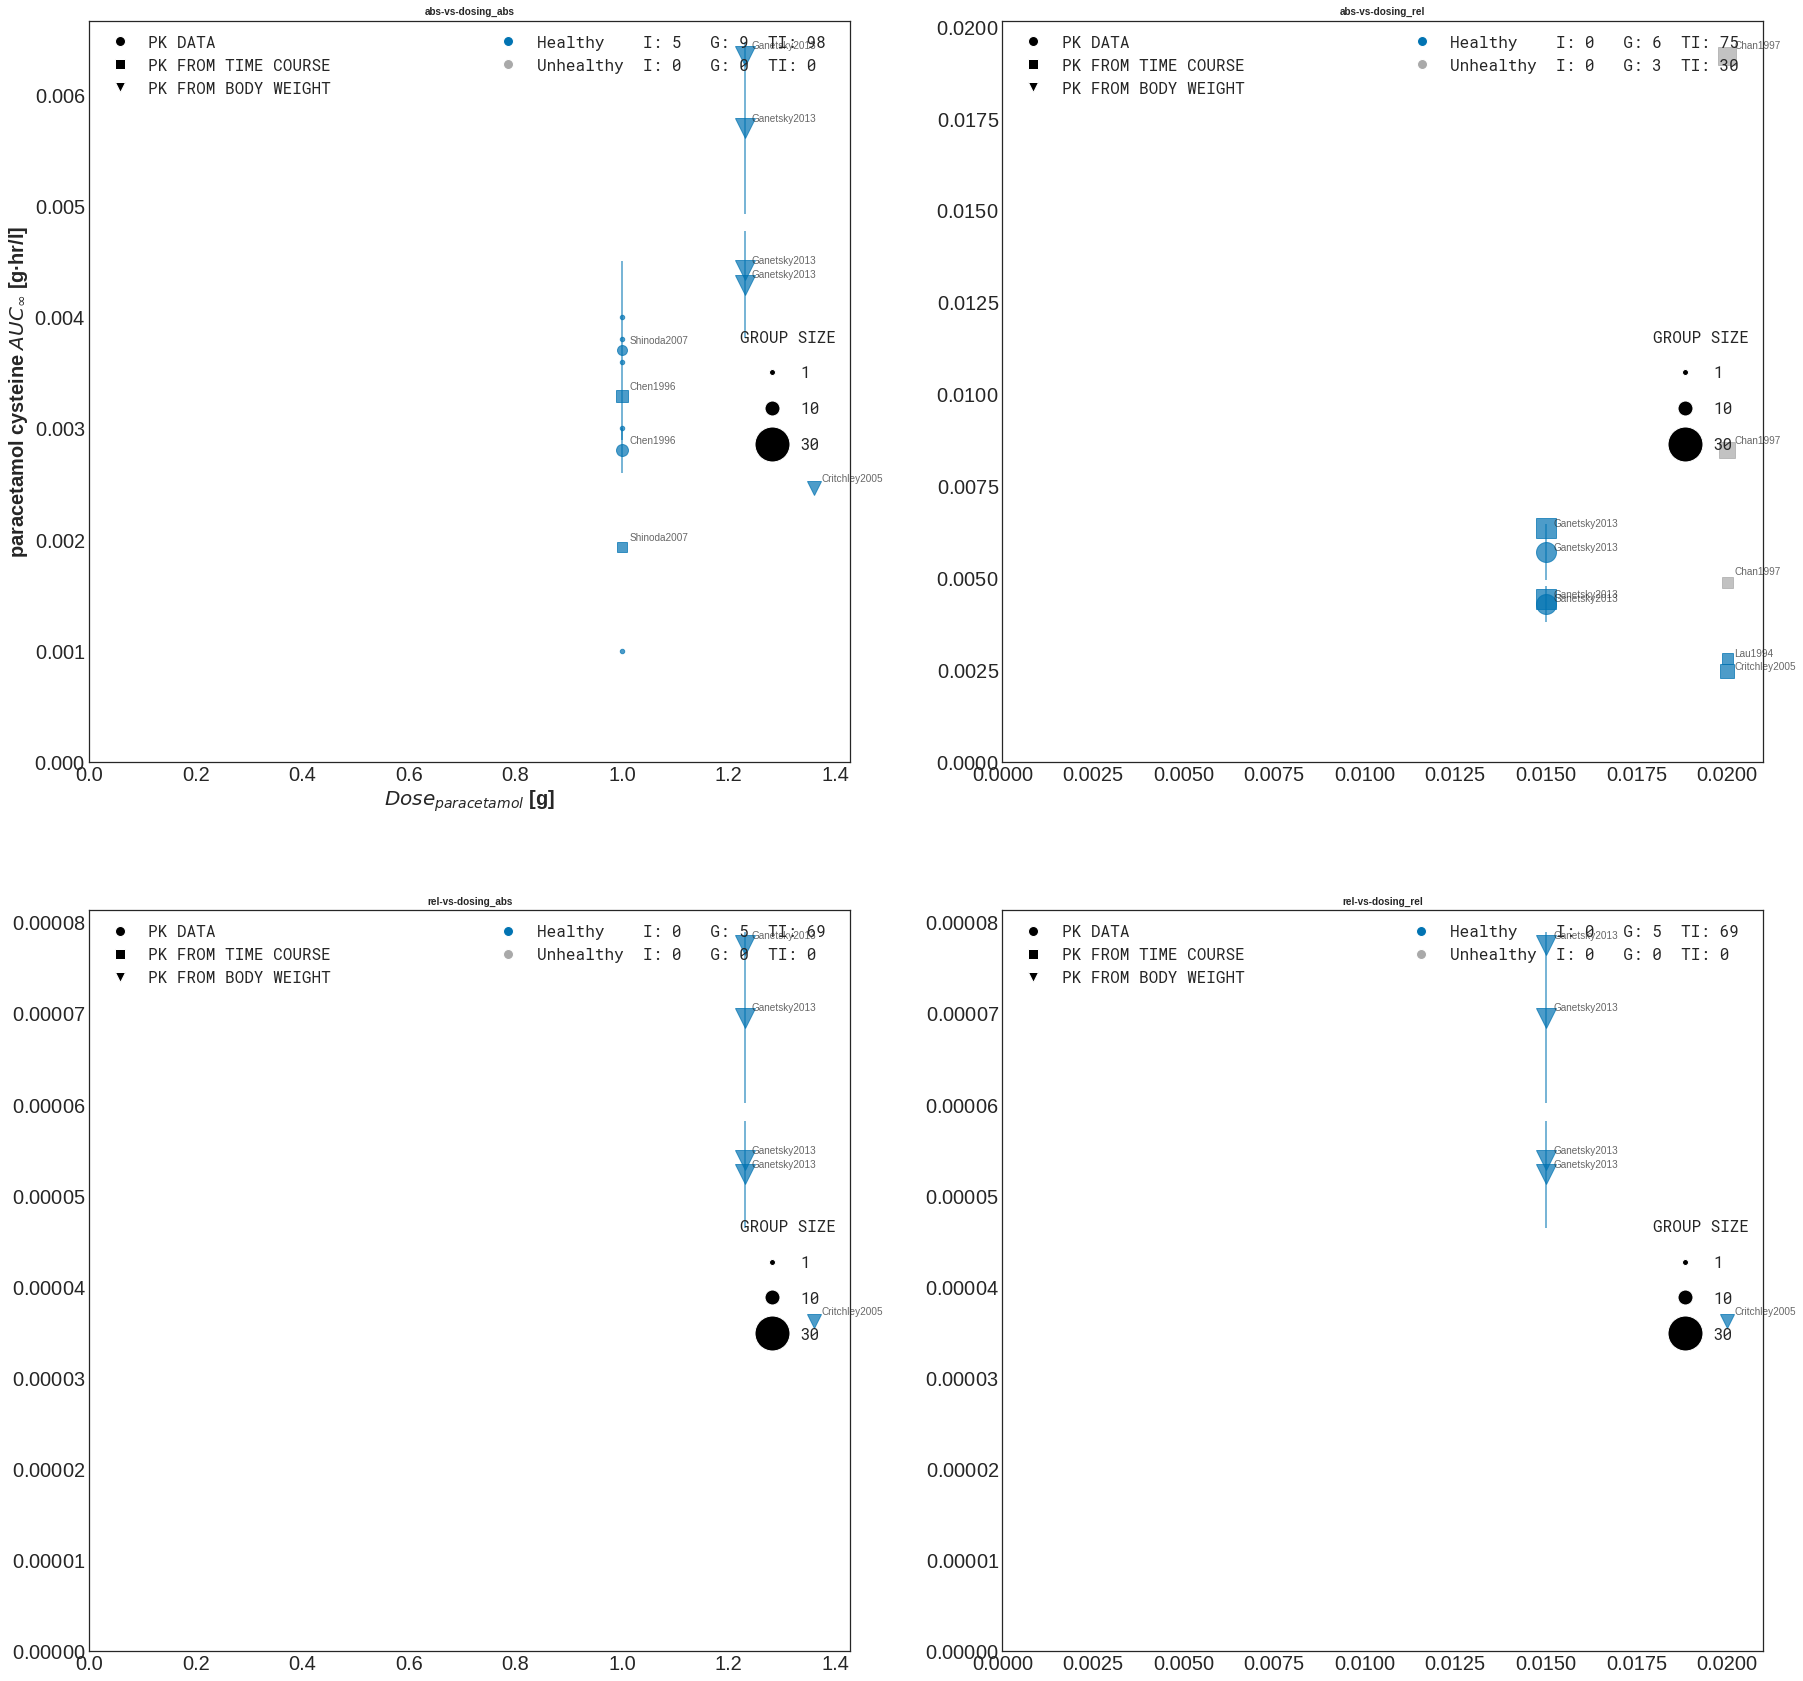 abs-vs-dosing_abs
PK DATA
PK FROM TIME COURSE
PK FROM BODY WEIGHT
Healthy I: 5 G: 9 TI: 98
Unhealthy I: 0 G: 0 TI: 0
Ganetsky2013
Ganetsky2013
Ganetsky2013
Ganetsky2013
Shinoda2007
Chen1996
Chen1996
Critchley2005
Shinoda2007
GROUP SIZE
1
10
30
paracetamol cysteine AUC∞ [g·hr/l]
0.006
0.005
0.004
0.003
0.002
0.001
0.000
0.0 0.2 0.4 0.6 0.8 1.0 1.2 1.4
Dose paracetamol [g]
abs-vs-dosing_rel
PK DATA
PK FROM TIME COURSE
PK FROM BODY WEIGHT
Healthy I: 0 G: 6 TI: 75
Unhealthy I: 0 G: 3 TI: 30
Chan1997
Chan1997
Ganetsky2013
Ganetsky2013
Chan1997
Ganetsky2013
Ganetsky2013
Lau1994
Critchley2005
GROUP SIZE
1
10
30
0.0200
0.0175
0.0150
0.0125
0.0100
0.0075
0.0050
0.0025
0.0000
0.0000 0.0025 0.0050 0.0075 0.0100 0.0125 0.0150 0.0175 0.0200
rel-vs-dosing_abs
PK DATA
PK FROM TIME COURSE
PK FROM BODY WEIGHT
Healthy I: 0 G: 5 TI: 69
Unhealthy I: 0 G: 0 TI: 0
Ganetsky2013
Ganetsky2013
Ganetsky2013
Ganetsky2013
Critchley2005
GROUP SIZE
1
10
30
0.00008
0.00007
0.00006
0.00005
0.00004
0.00003
0.00002
0.00001
0.00000
0.0 0.2 0.4 0.6 0.8 1.0 1.2 1.4
rel-vs-dosing_rel
PK DATA
PK FROM TIME COURSE
PK FROM BODY WEIGHT
Healthy I: 0 G: 5 TI: 69
Unhealthy I: 0 G: 0 TI: 0
Ganetsky2013
Ganetsky2013
Ganetsky2013
Ganetsky2013
Critchley2005
GROUP SIZE
1
10
30
0.00008
0.00007
0.00006
0.00005
0.00004
0.00003
0.00002
0.00001
0.00000
0.0000 0.0025 0.0050 0.0075 0.0100 0.0125 0.0150 0.0175 0.0200